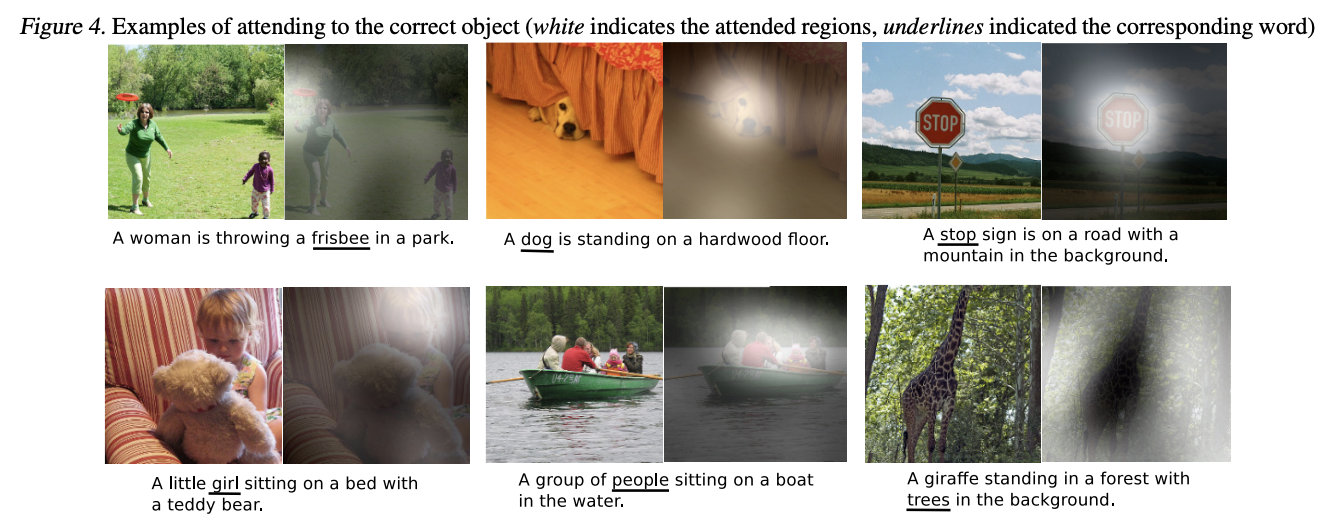 Figure 4. Examples of attending to the correct object (white indicates the attended regions, underlines indicated the corresponding word)
STOP
STOP
A woman is throwing a frisbee in a park.
A dog is standing on a hardwood floor.
A stop sign is on a road with a
mountain in the background.
A little girl sitting on a bed with
a teddy bear.
A group of people sitting on a boat
in the water.
A giraffe standing in a forest with
trees in the background.